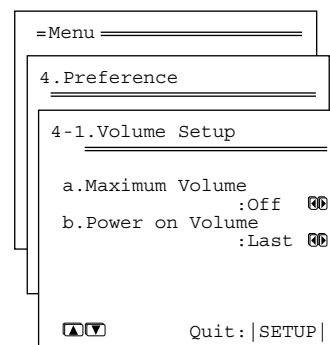 Menu
4.Preference
4-1.Volume Setup
a.Maximum Volume
:Off
b.Power on Volume
:Last
Quit:|SETUP|